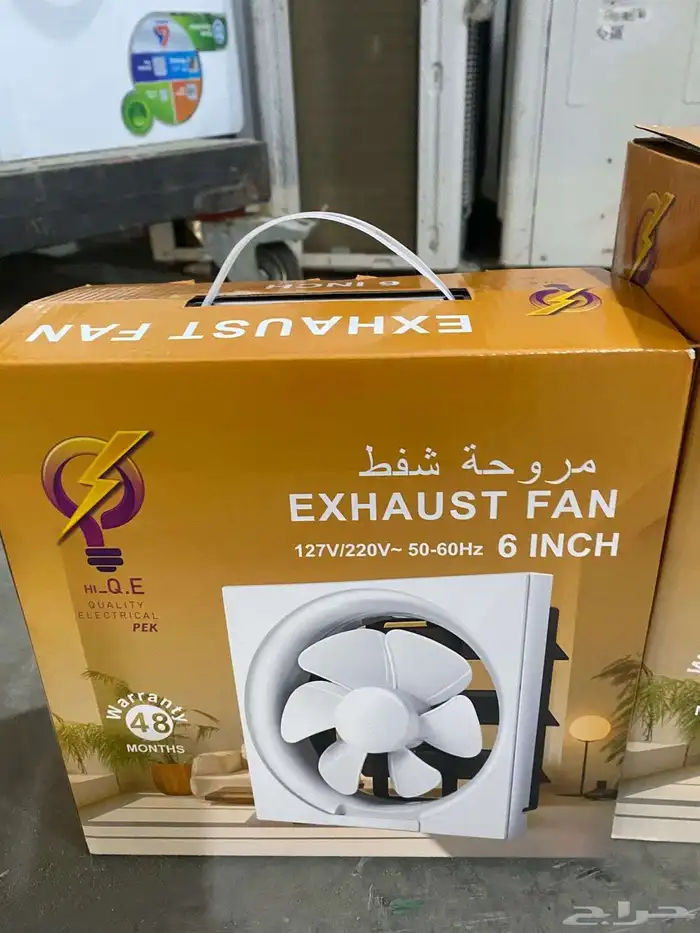 6 INCH
EXHAUST FAN
مروحة شفط
EXHAUST FAN
127V/220V~ 50-60Hz 6 INCH
HI_Q.E
QUALITY
ELECTRICAL
PEK
Warranty
48
MONTHS
حراج